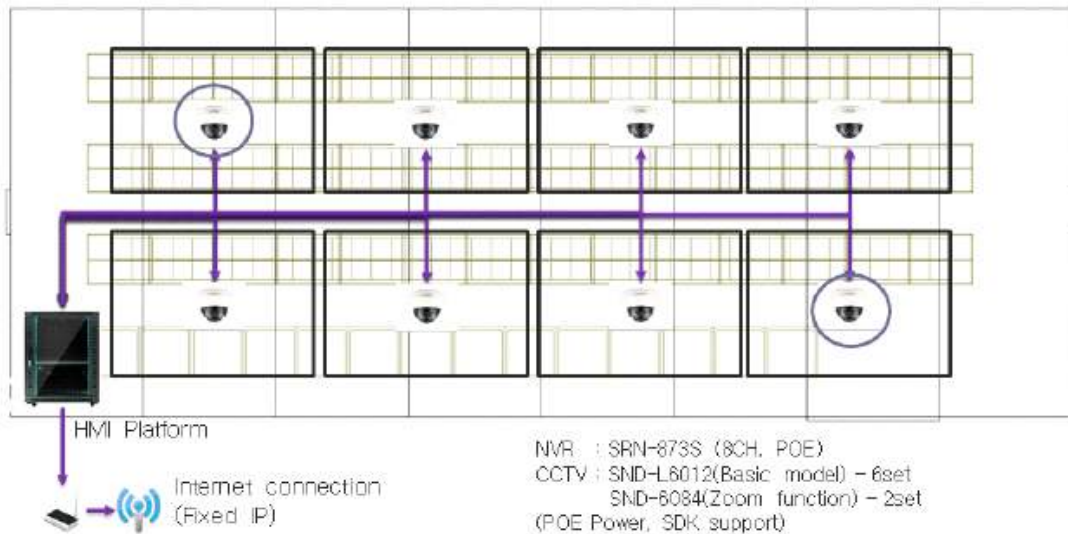 HMI Platform
Internet connection
(Fixed IP)
NVR : SRN-873S (8CH, POE)
CCTV : SND-L6012(Basic model) - 6set
SND-6084(Zoom function) - 2set
(POE Power, SDK support)